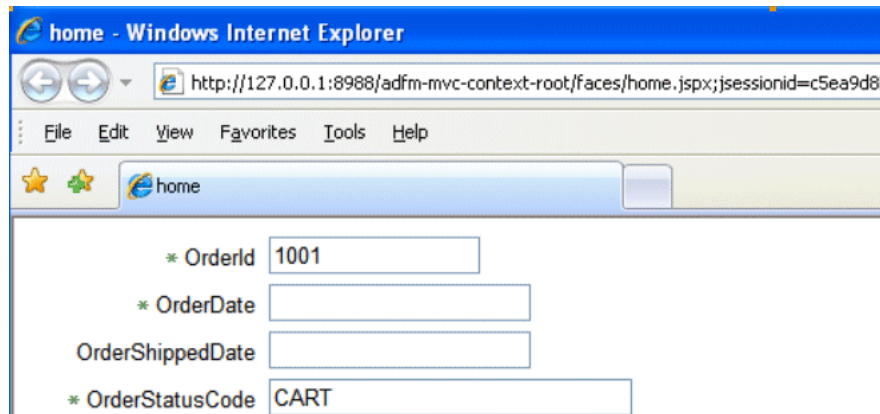 home - Windows Internet Explorer
http://127.0.0.1:8988/adfm-mvc-context-root/faces/home.jspx;jsessionid=c5ea9d8
File Edit View Favorites Tools Help
home
* OrderId 1001
* OrderDate
OrderShippedDate
* OrderStatusCode CART